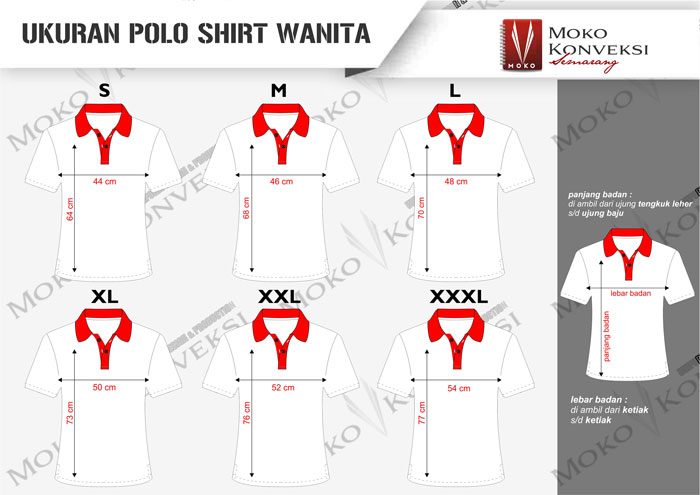 UKURAN POLO SHIRT WANITA
MOKO
MOKO
KONVEKSI
Semarang
S
M
L
44 cm
64 cm
46 cm
68 cm
48 cm
70 cm
XL
XXL
XXXL
50 cm
73 cm
52 cm
76 cm
54 cm
77 cm
panjang badan :
di ambil dari ujung tengkuk leher
s/d ujung baju
lebar badan
panjang badan
lebar badan :
di ambil dari ketiak
s/d ketiak
MOKO KONVEKSI